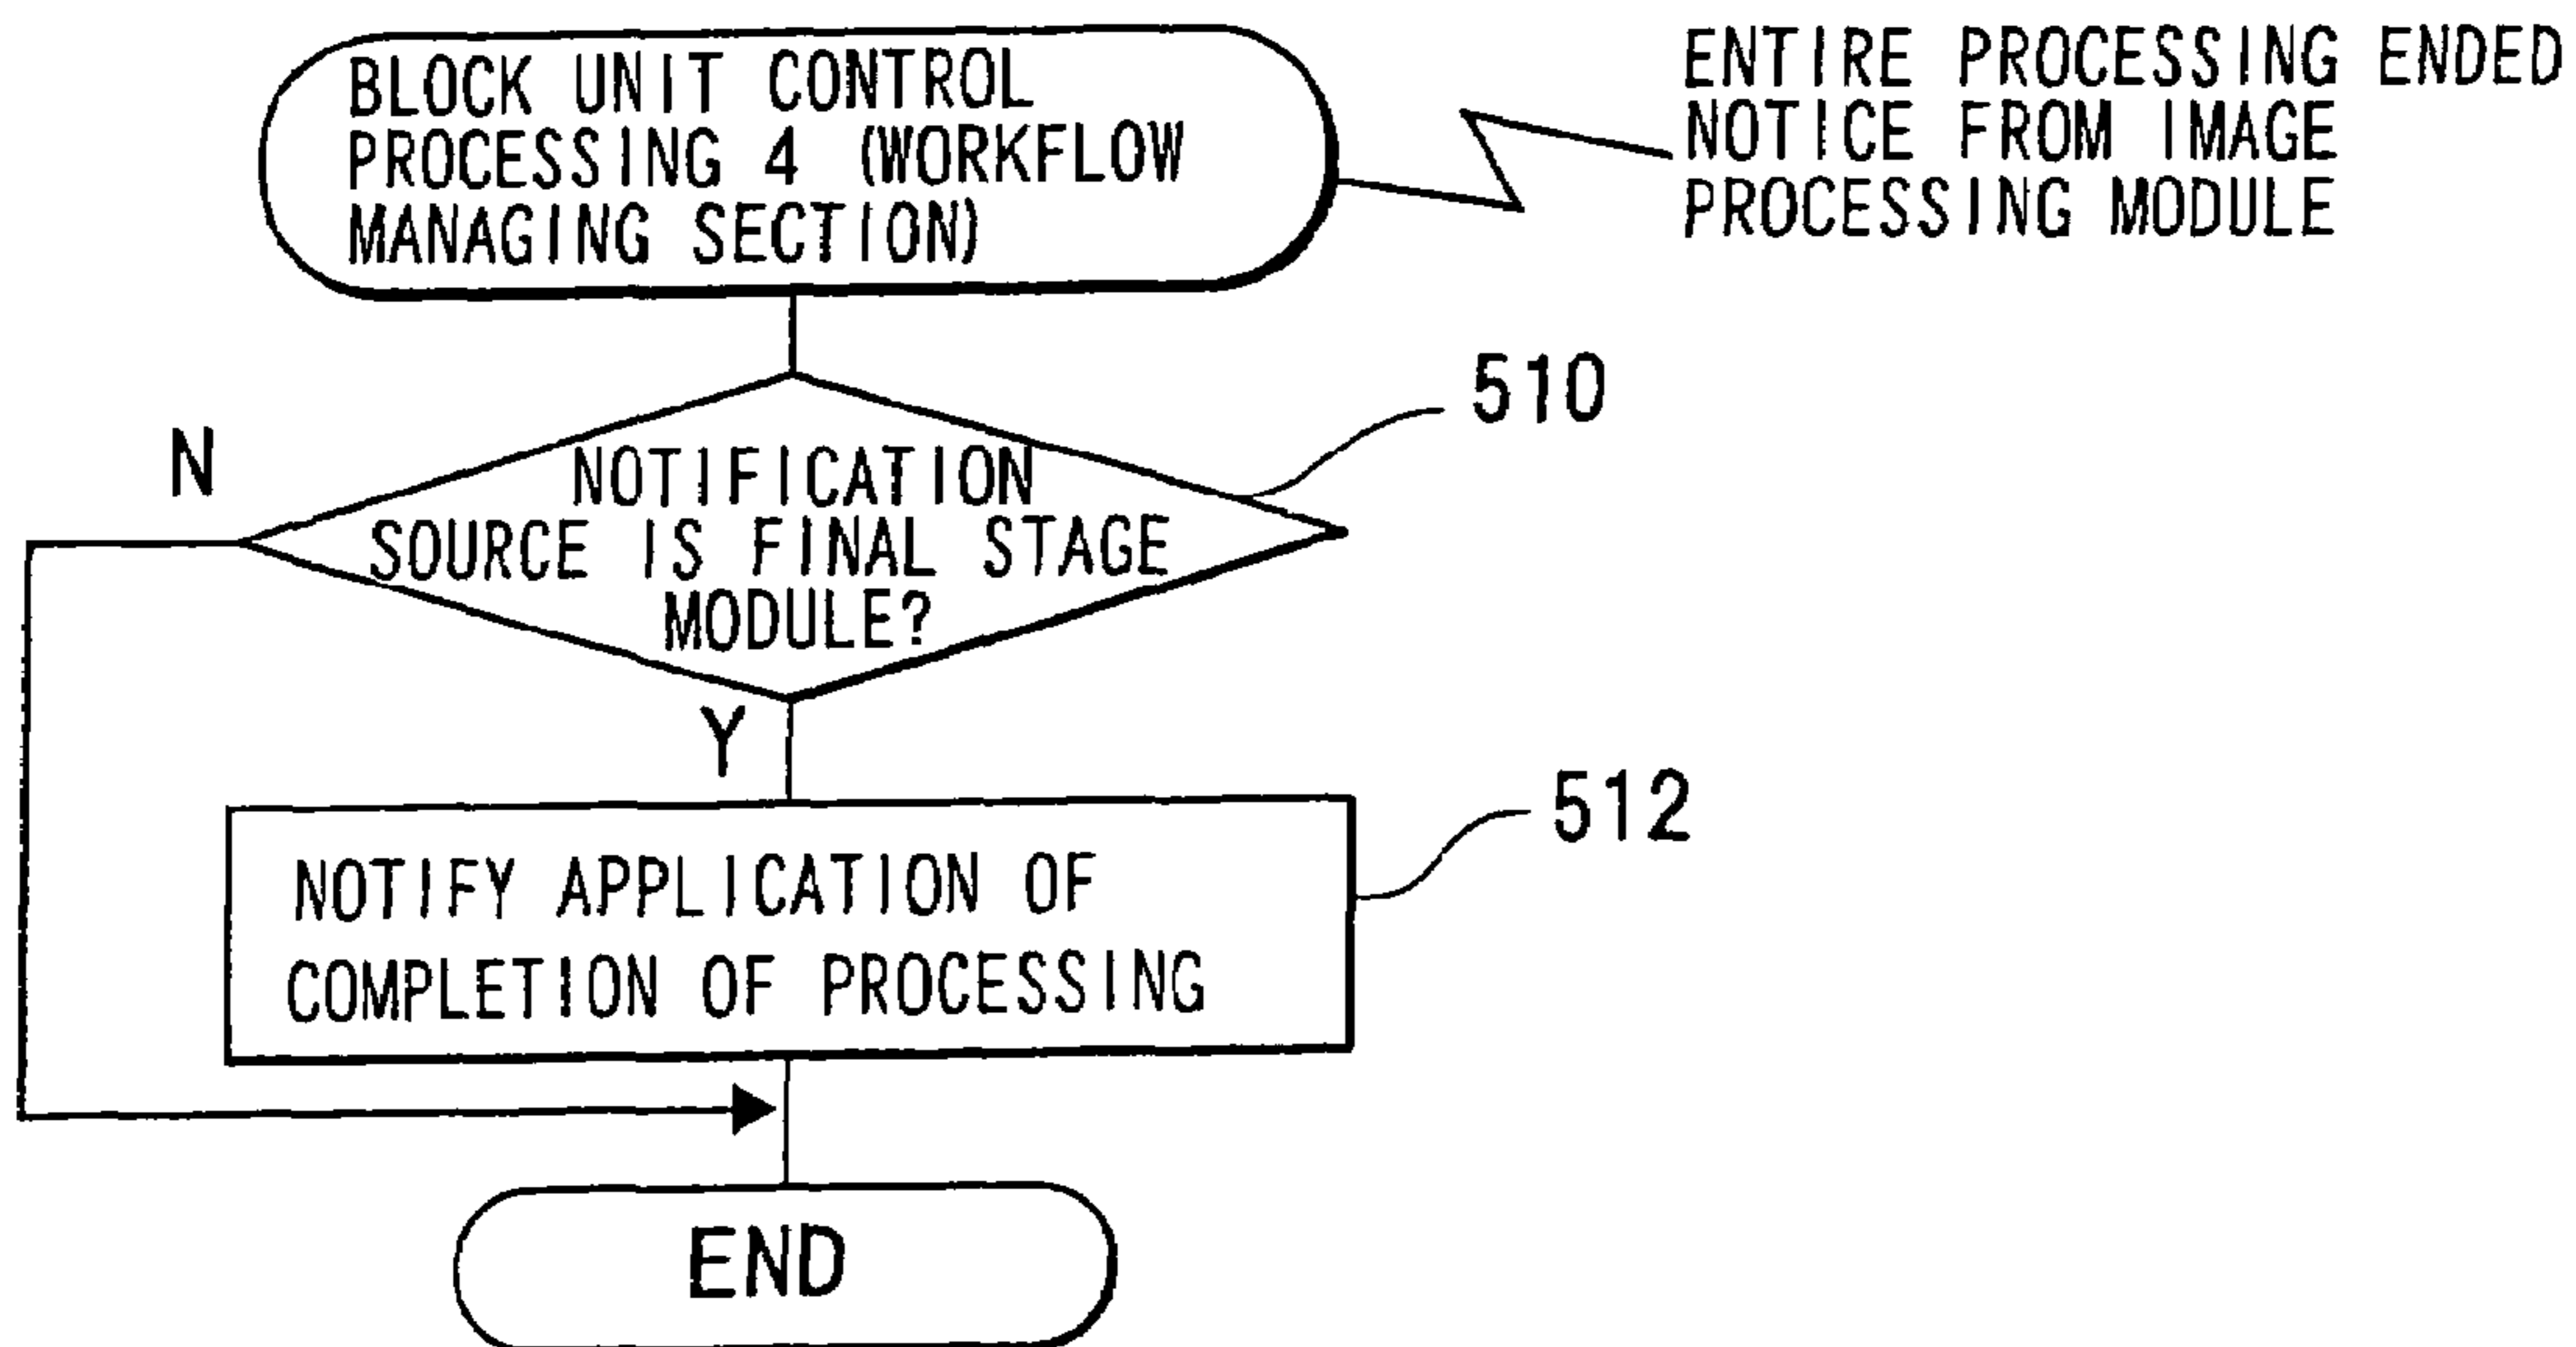 BLOCK UNIT CONTROL
PROCESSING 4 (WORKFLOW
MANAGING SECTION)
ENTIRE PROCESSING ENDED
NOTICE FROM IMAGE
PROCESSING MODULE
510
N
NOTIFICATION
SOURCE IS FINAL STAGE
MODULE?
Y
512
NOTIFY APPLICATION OF
COMPLETION OF PROCESSING
END